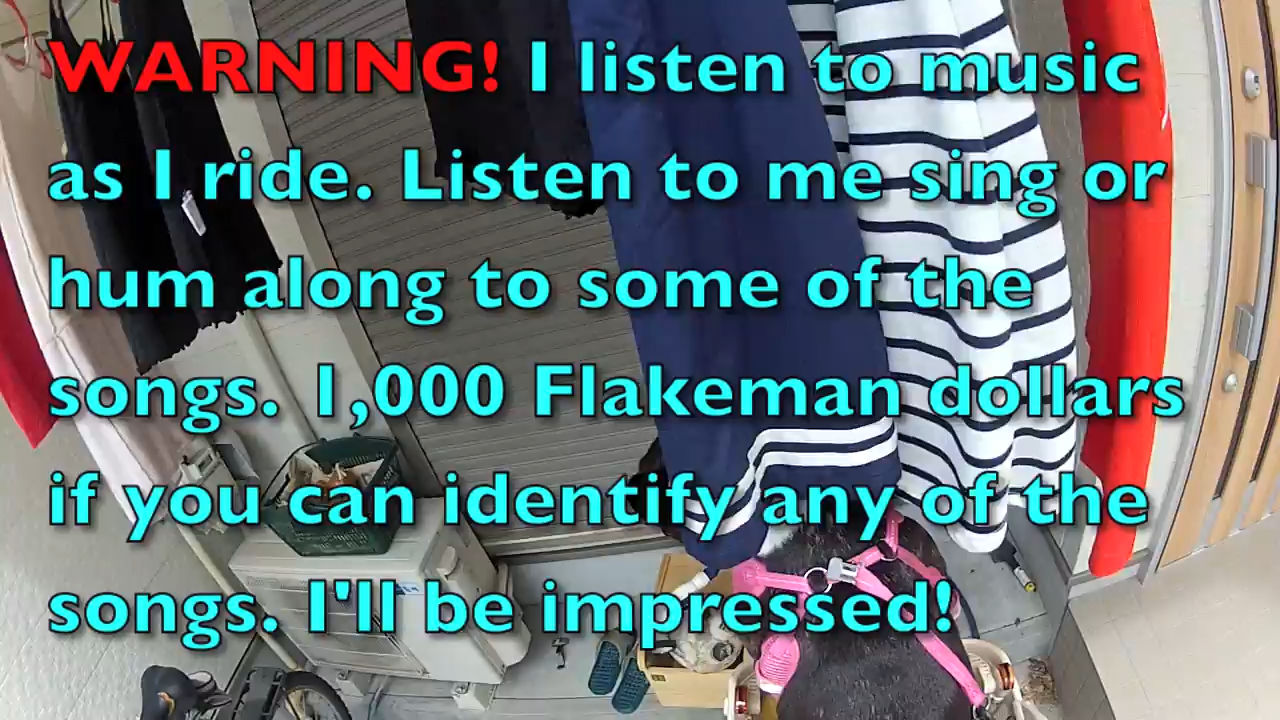 WARNING! I listen to music
as I ride. Listen to me sing or
hum along to some of the
songs. 1,000 Flakeman dollars
if you can identify any of the
songs. I'll be impressed!